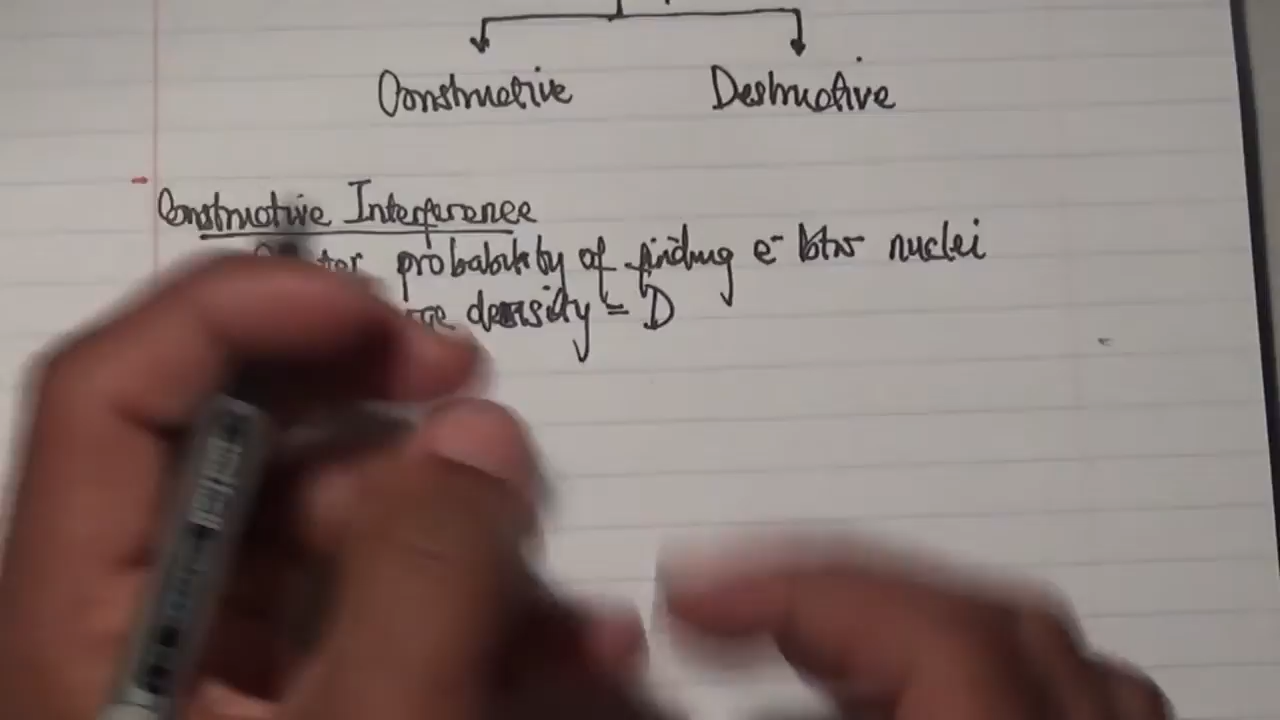 Constructive Destructive
Constructive Interference
probability of finding e⁻ btw nuclei
density = D